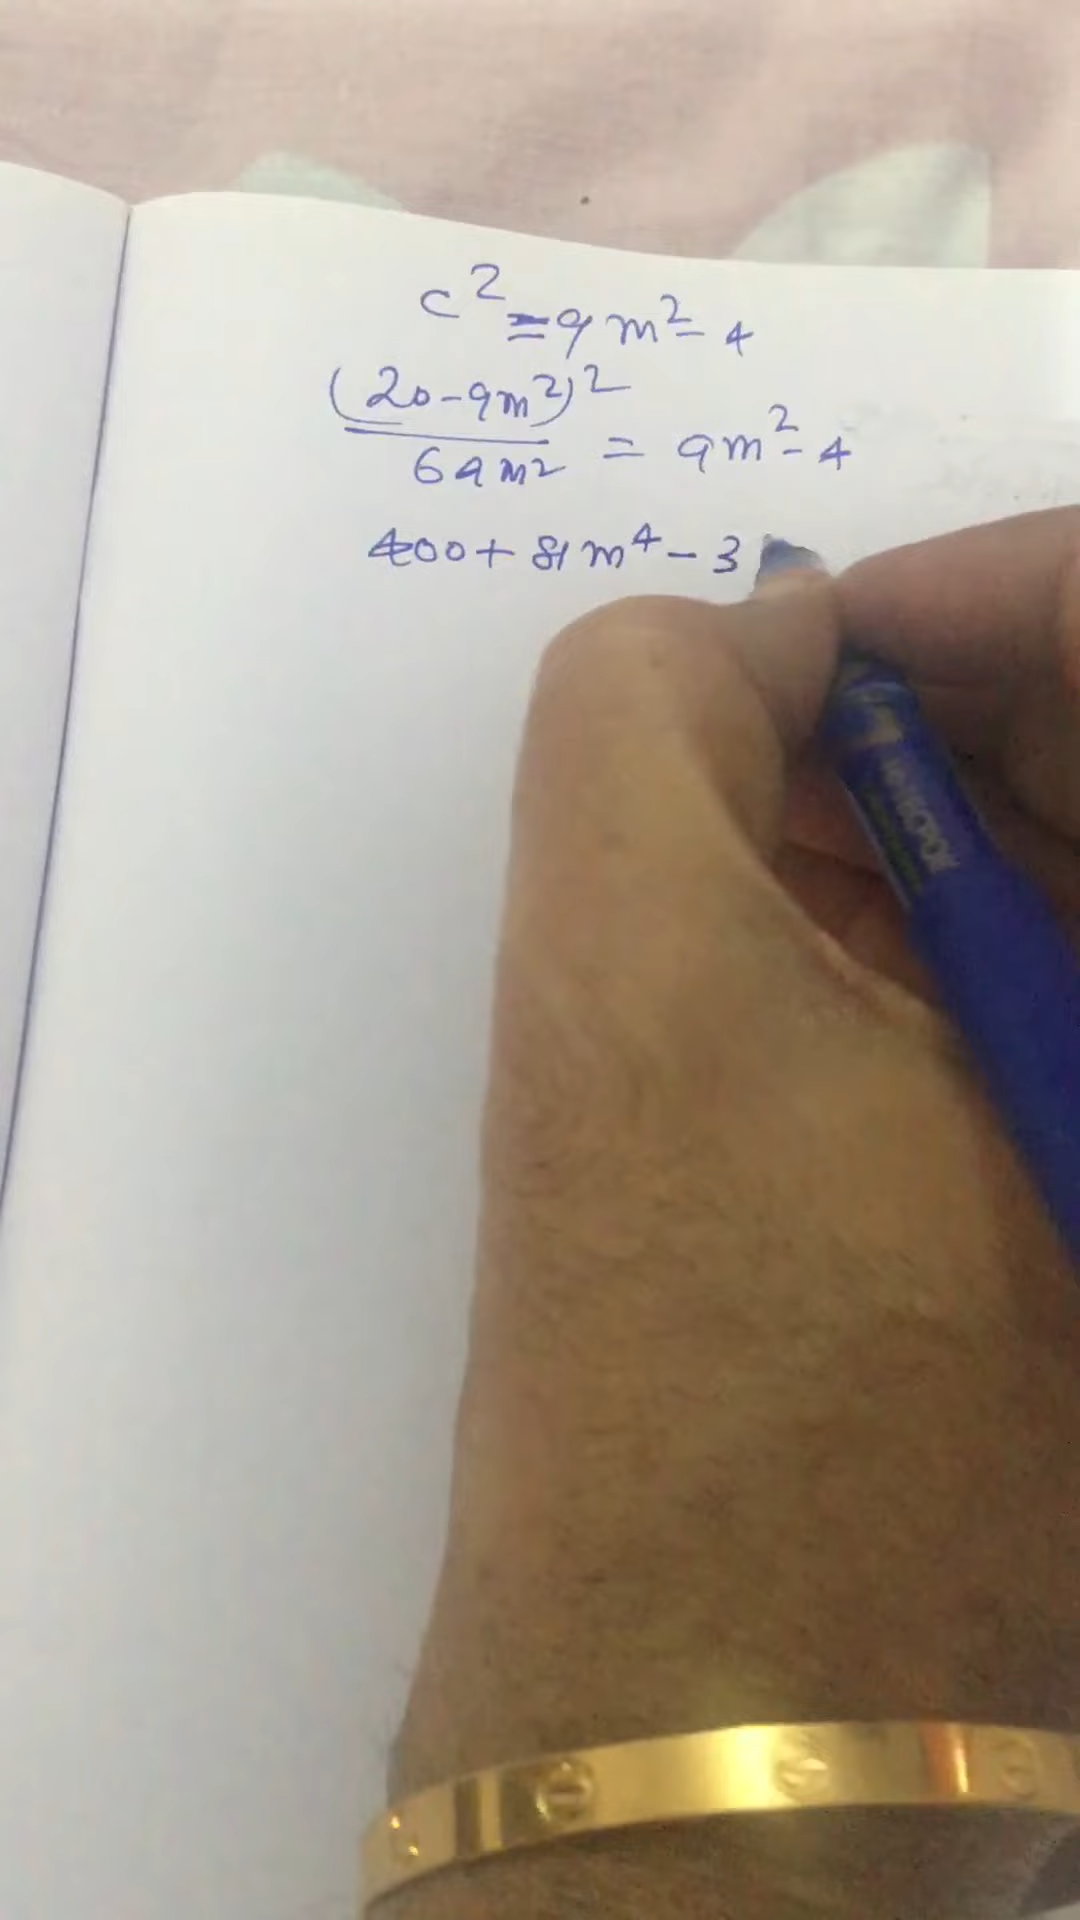 c² = 9m² - 4
(20-9m²)²
64m² = 9m² - 4
400 + 81m⁴ - 3